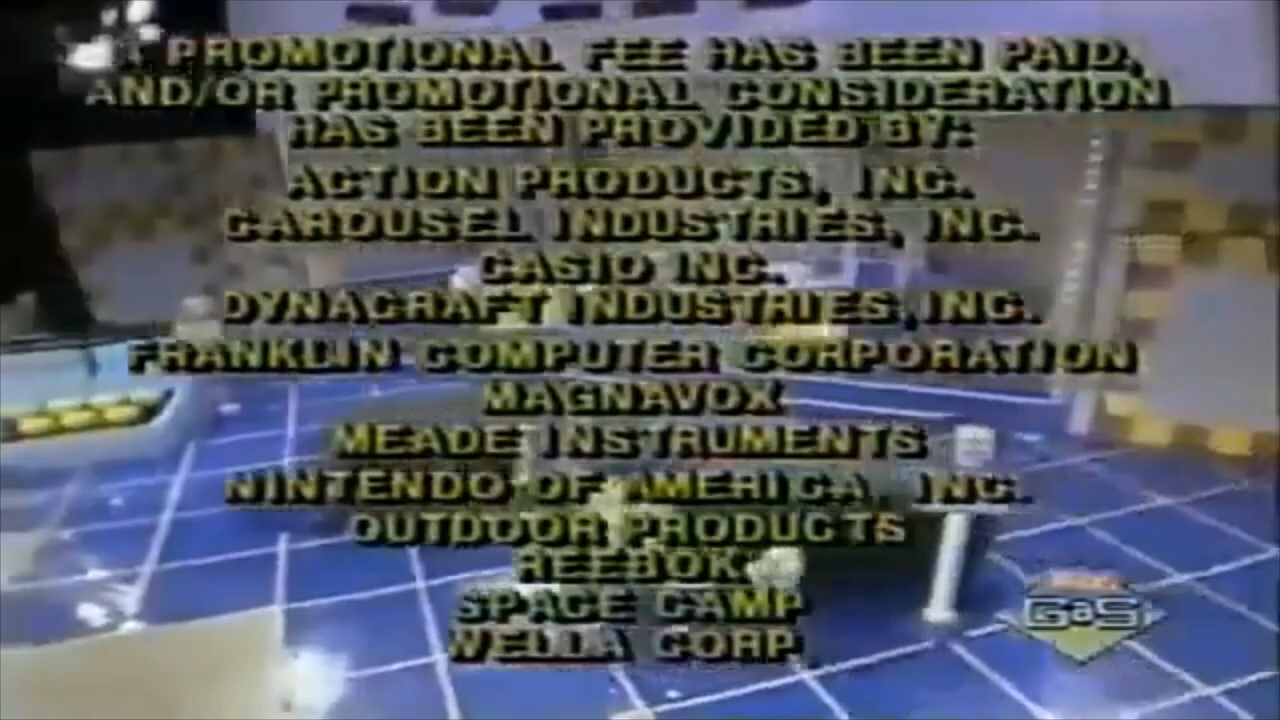 A PROMOTIONAL FEE HAS BEEN PAID,
AND/OR PROMOTIONAL CONSIDERATION
HAS BEEN PROVIDED BY:
ACTION PRODUCTS, INC.
CAROUSEL INDUSTRIES, INC.
CASIO INC.
DYNACRAFT INDUSTRIES, INC.
FRANKLIN COMPUTER CORPORATION
MAGNAVOX
MEADE INSTRUMENTS
NINTENDO OF AMERICA, INC.
OUTDOOR PRODUCTS
REEBOK
SPACE CAMP
WELLA CORP
GaS